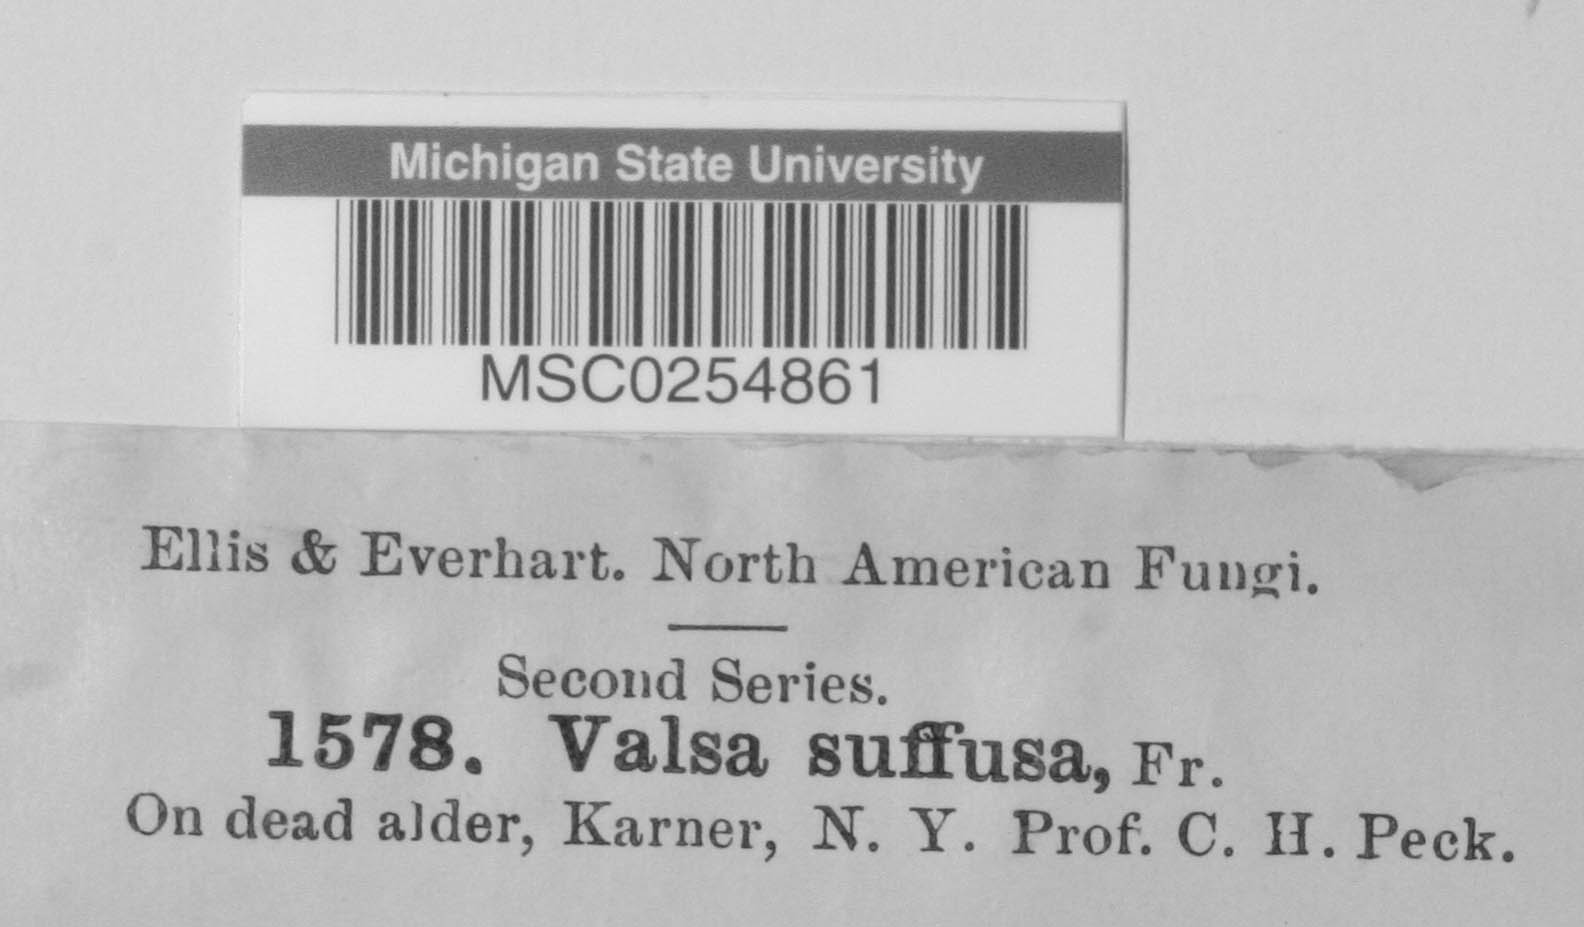 Michigan State University
MSC0254861
Ellis & Everhart. North American Fungi.
Second Series.
1578. Valsa suffusa, Fr.
On dead alder, Karner, N. Y. Prof. C. H. Peck.